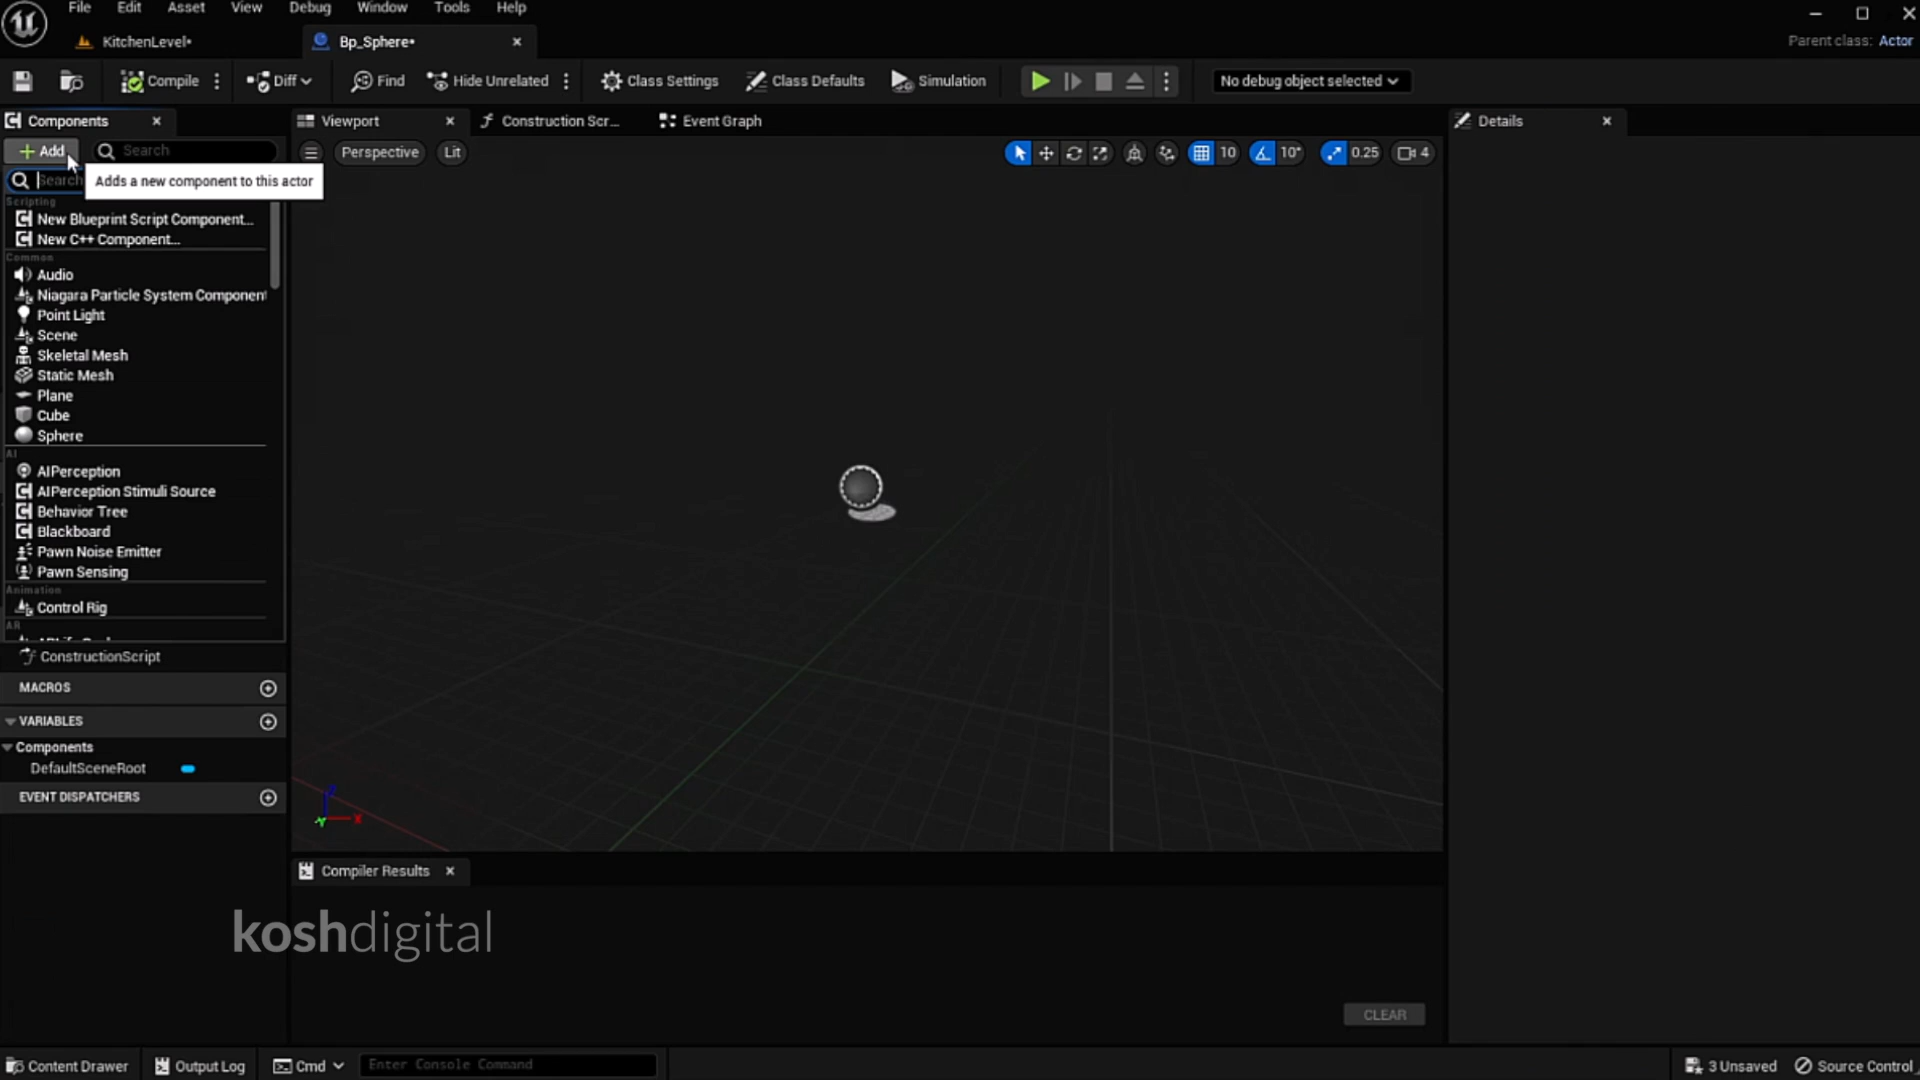 File Edit Asset View Debug Window Tools Help
KitchenLevel•
Bp_Sphere•
Parent class: Actor
Compile
Diff
Find
Hide Unrelated
Class Settings
Class Defaults
Simulation
No debug object selected
Components
Viewport
Construction Scr...
Event Graph
Details
Add
Search
Perspective
Lit
10
10°
0.25
4
Search
Adds a new component to this actor
Scripting
New Blueprint Script Component...
New C++ Component...
Common
Audio
Niagara Particle System Component
Point Light
Scene
Skeletal Mesh
Static Mesh
Plane
Cube
Sphere
AI
AIPerception
AIPerception Stimuli Source
Behavior Tree
Blackboard
Pawn Noise Emitter
Pawn Sensing
Animation
Control Rig
AR
ConstructionScript
MACROS
VARIABLES
Components
DefaultSceneRoot
EVENT DISPATCHERS
Compiler Results
koshdigital
CLEAR
Content Drawer
Output Log
Cmd
Enter Console Command
3 Unsaved
Source Control